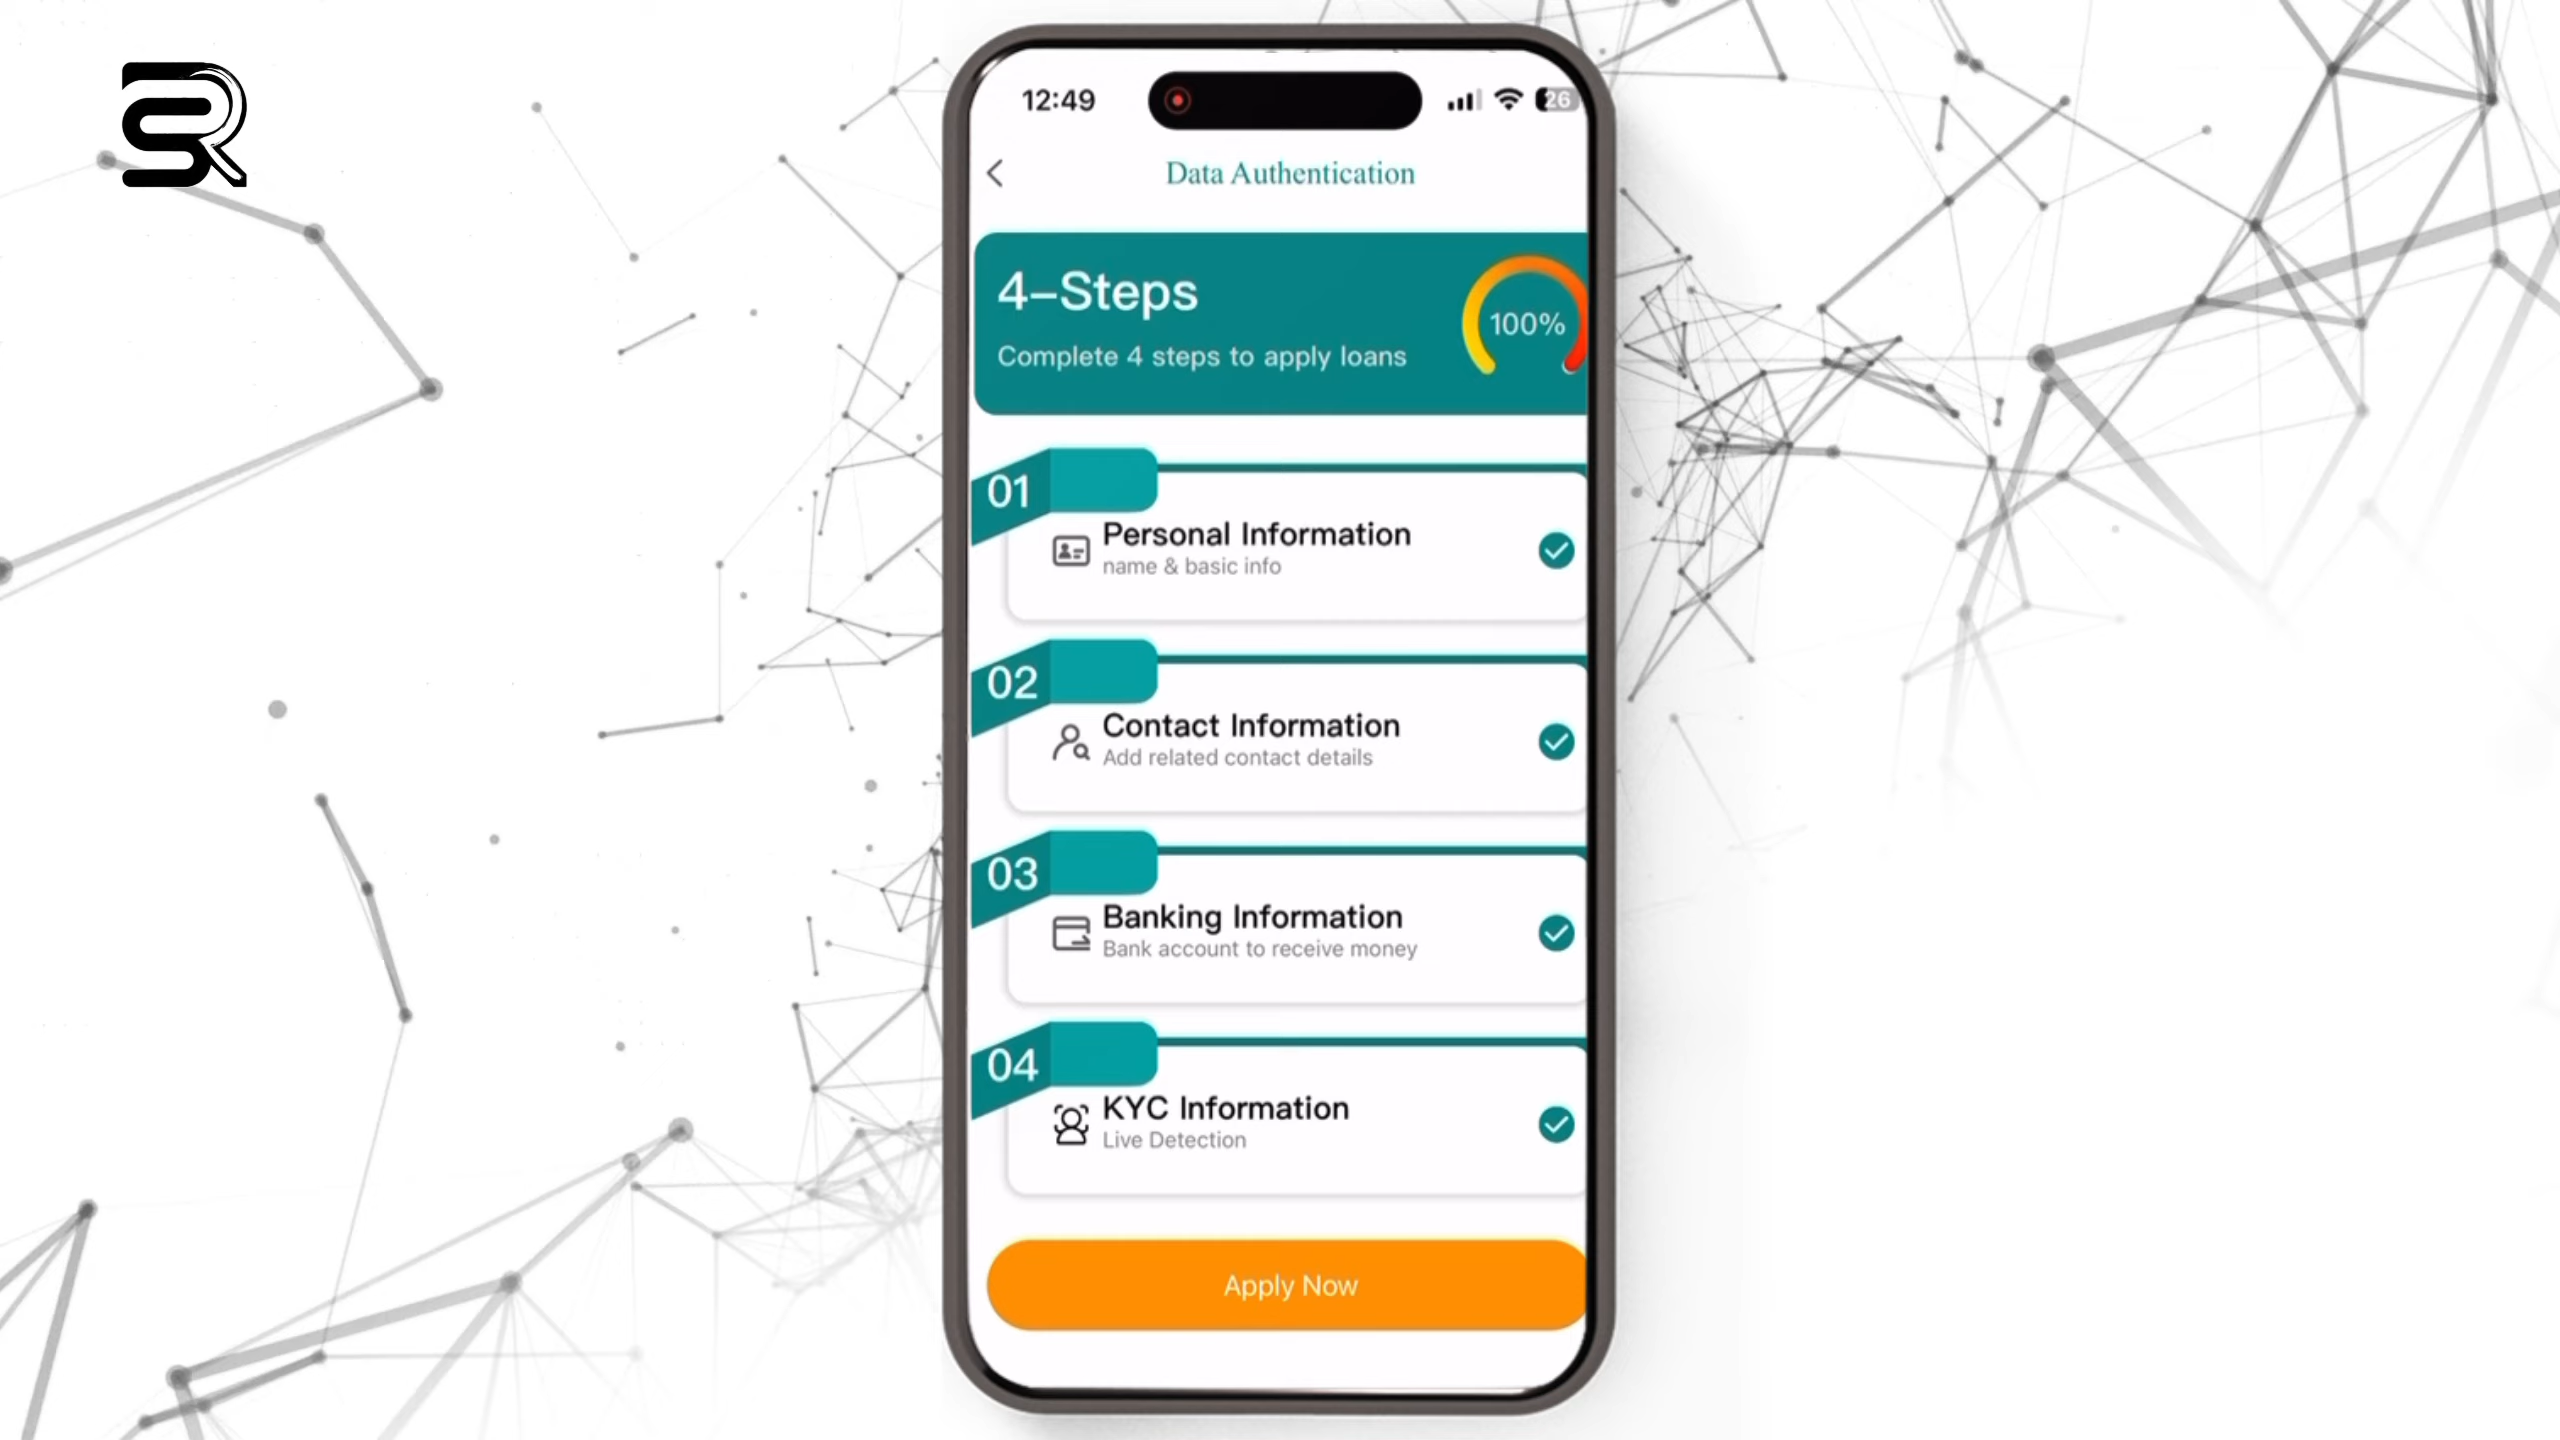 12:49
26
Data Authentication
4-Steps
100%
Complete 4 steps to apply loans
01
Personal Information
name & basic info
02
Contact Information
Add related contact details
03
Banking Information
Bank account to receive money
04
KYC Information
Live Detection
Apply Now